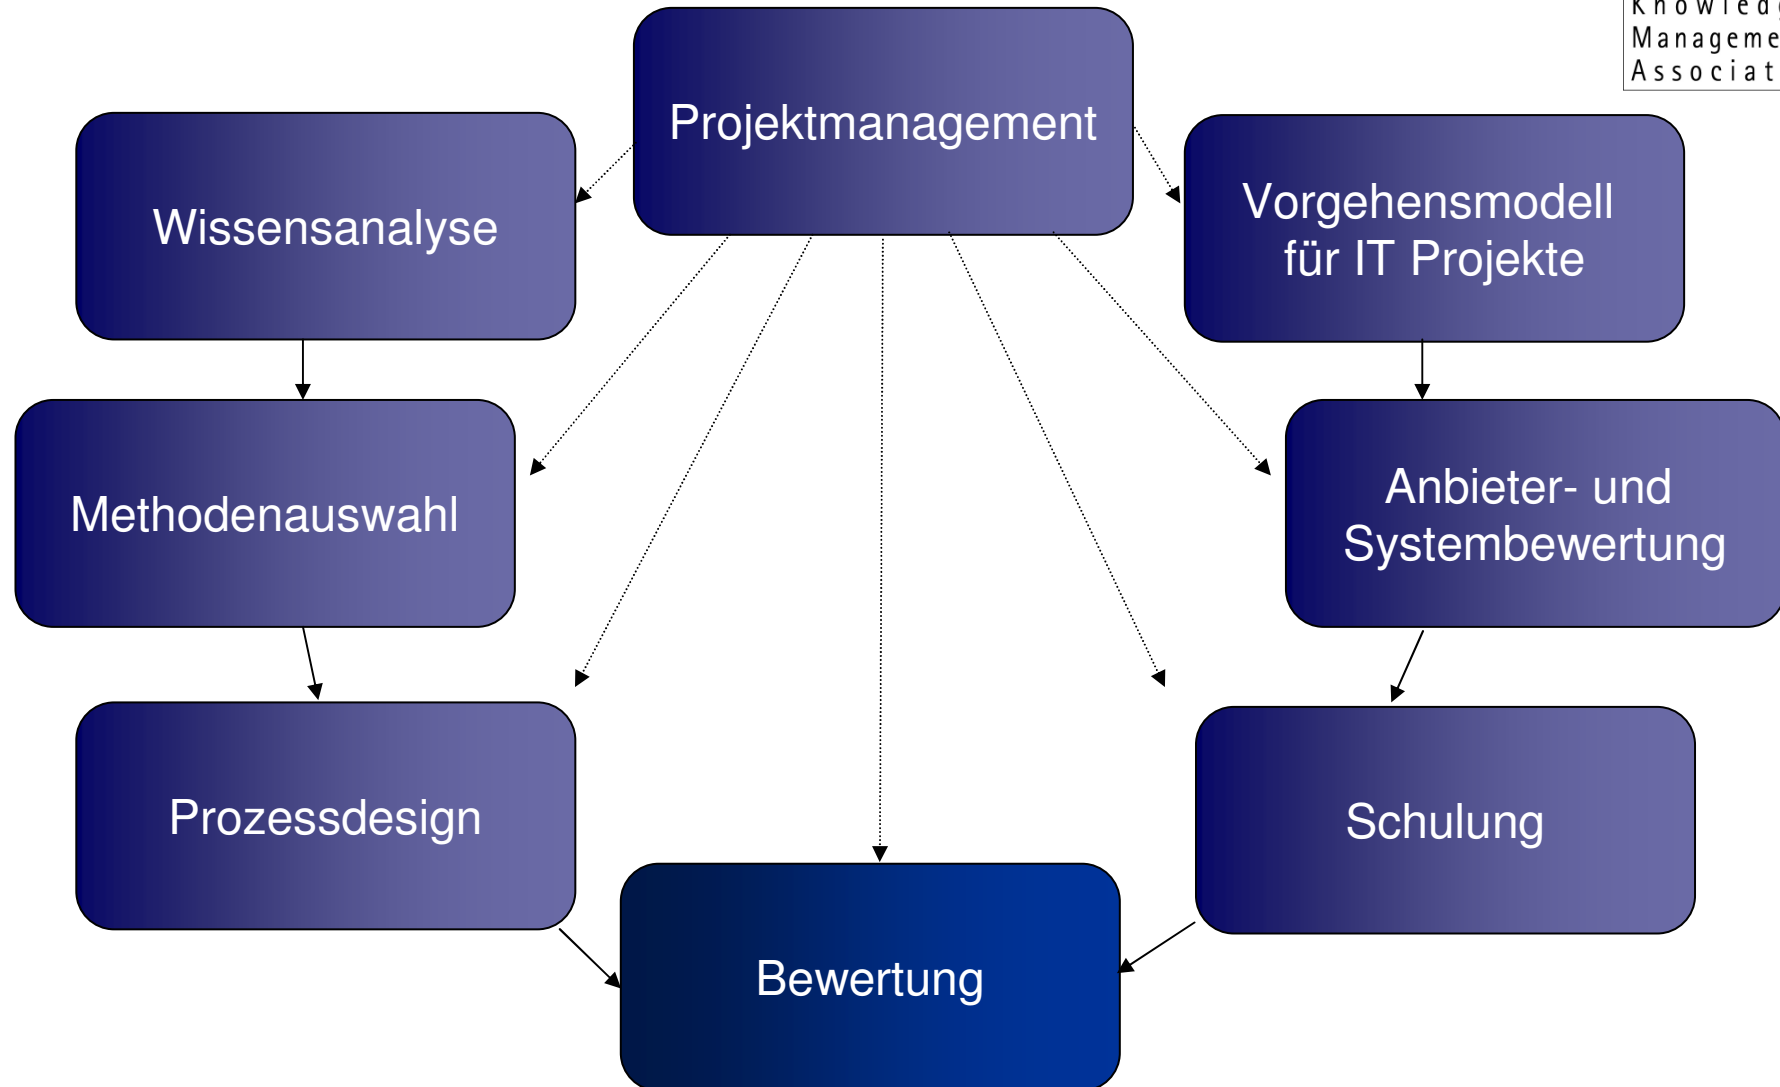 Projektmanagement
Wissensanalyse
Vorgehensmodell
für IT Projekte
Methodenauswahl
Anbieter- und
Systembewertung
Prozessdesign
Schulung
Bewertung